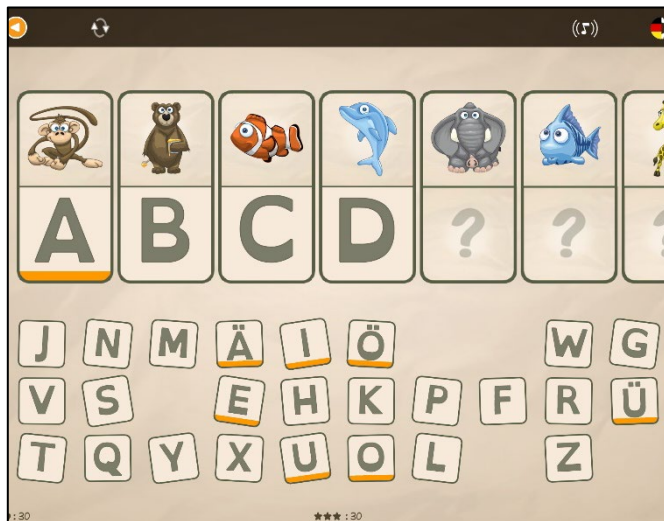 A B C D ? ? ?
J N M Ä I Ö W G
V S E H K P F R Ü
T Q Y X U O L Z
:30 ★★★ :30